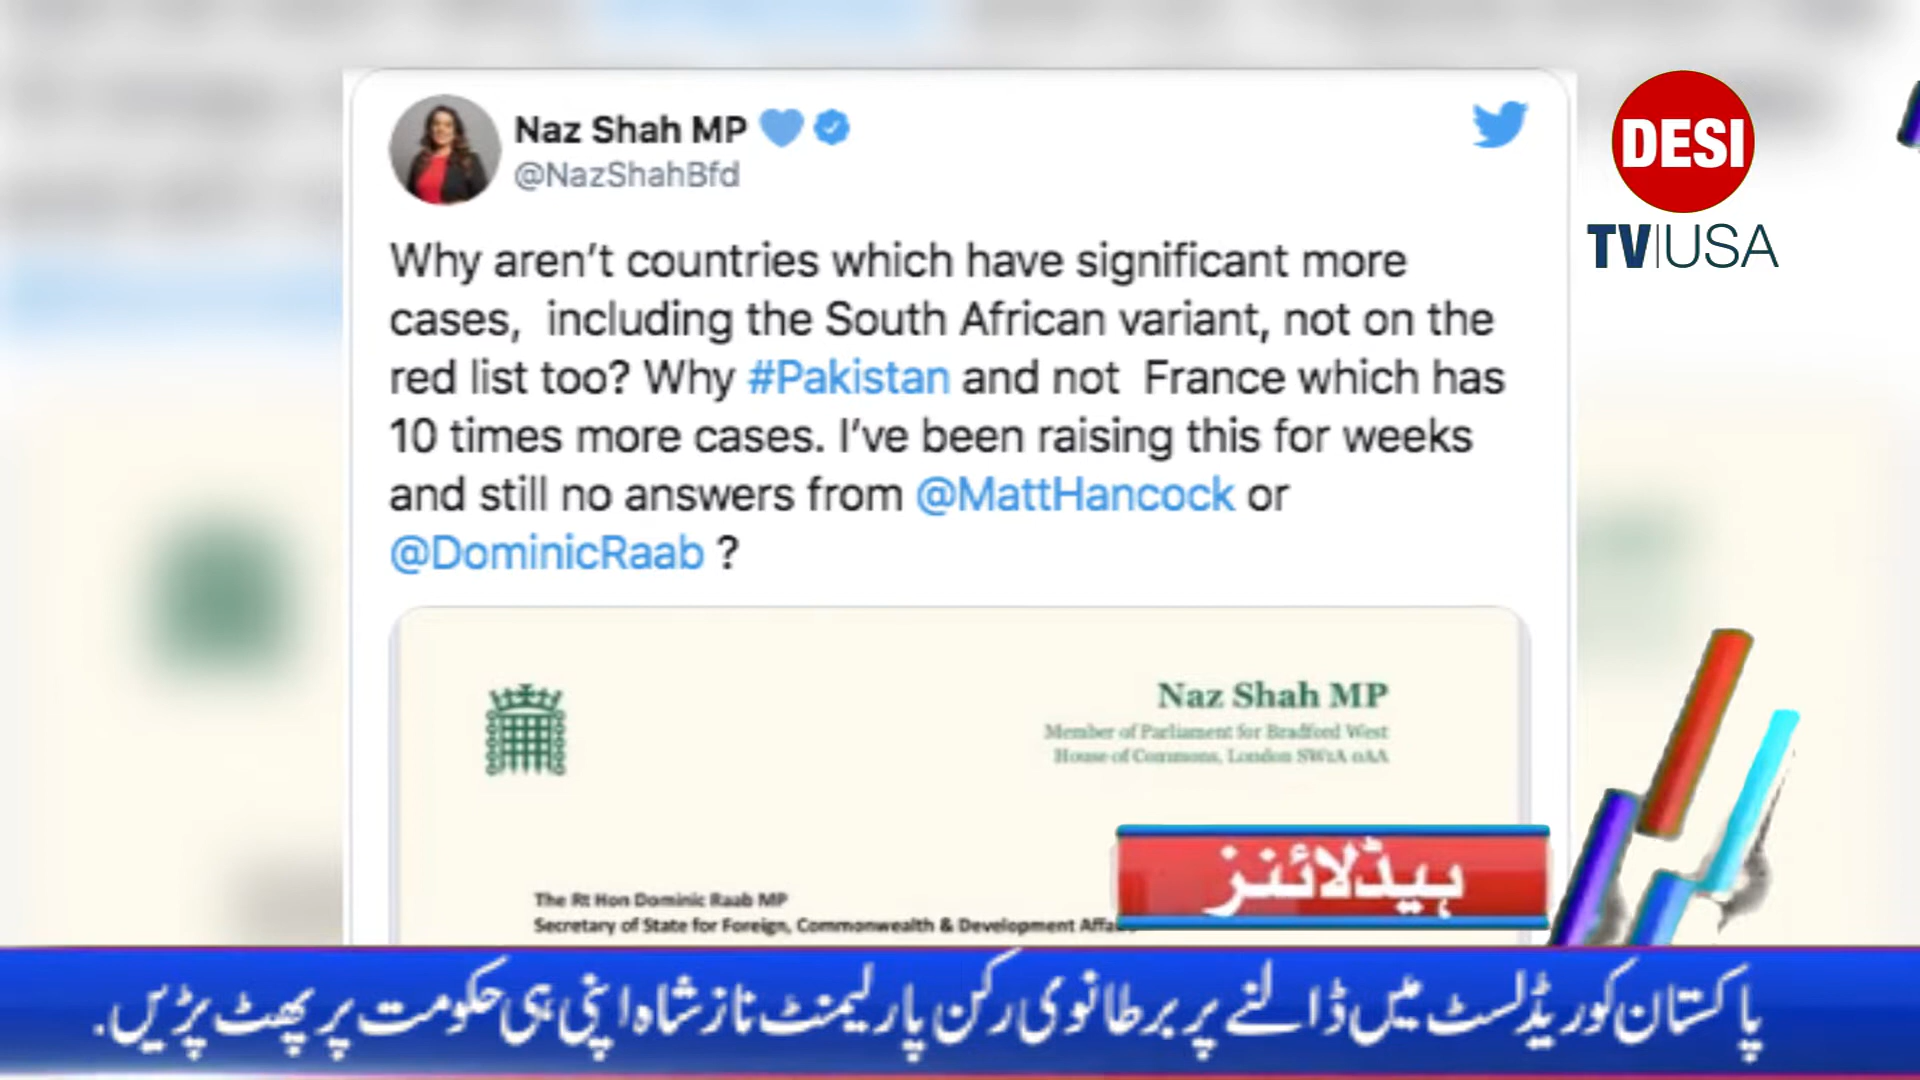 Naz Shah MP
@NazShahBfd
Why aren't countries which have significant more
cases, including the South African variant, not on the
red list too? Why #Pakistan and not France which has
10 times more cases. I've been raising this for weeks
and still no answers from @MattHancock or
@DominicRaab ?
DESI
TV|USA
Naz Shah MP
Member of Parliament for Bradford West
House of Commons, London SW1A 0AA
The Rt Hon Dominic Raab MP
Secretary of State for Foreign, Commonwealth & Development Affa
ہیڈلائنز
پاکستان کو ریڈ لسٹ میں ڈالنے پر برطانوی رکن پارلیمنٹ ناز شاہ اپنی ہی حکومت پر پھٹ پڑیں.